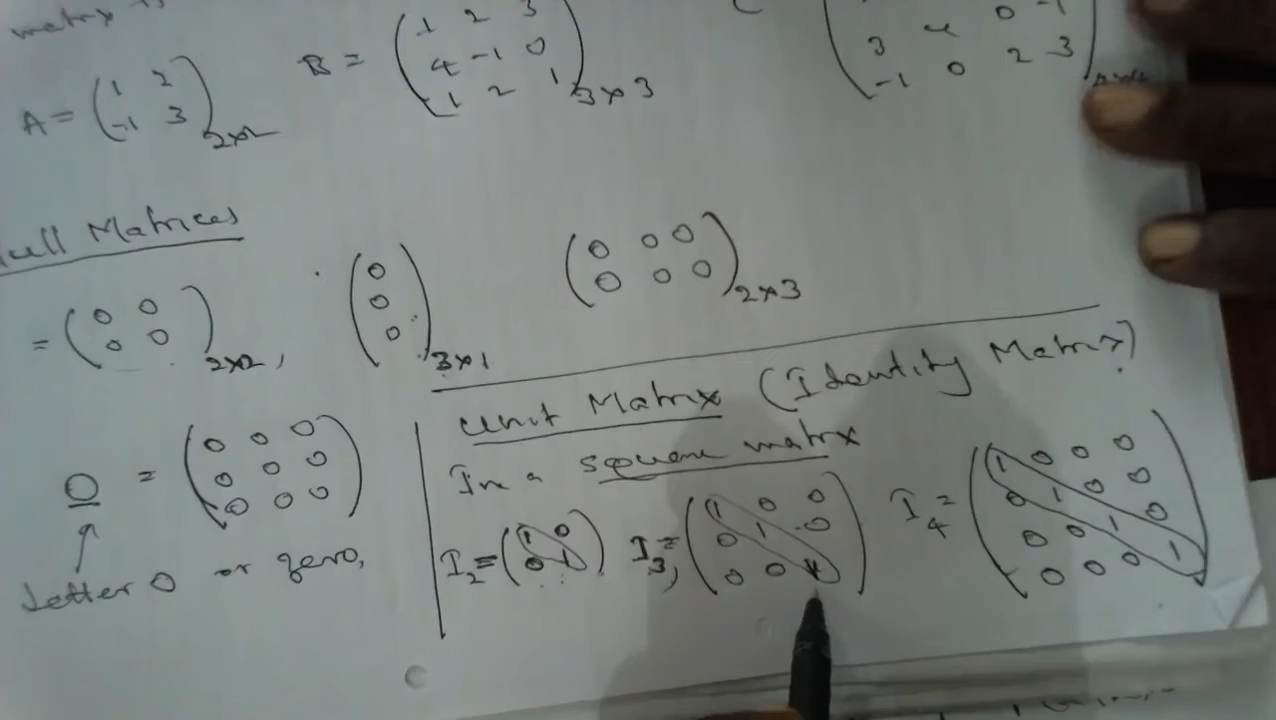 matrix
A = ( 1 2
-1 3 ) 2×2
B = ( 1 2 3
4 -1 0
1 2 1 ) 3×3
0 -1
3 4
-1 0 2 3
Null Matrices
= ( 0 0
0 0 ) 2×2,
( 0
0
0 ) 3×1
( 0 0 0
0 0 0 ) 2×3
O = ( 0 0 0
0 0 0
0 0 0 )
Letter O or zero,
Unit Matrix (Identity Matrix)
In a square matrix
I2 = ( 1 0
0 1 )
I3, = ( 1 0 0
0 1 0
0 0 1 )
I4 = ( 1 0 0 0
0 1 0 0
0 0 1 0
0 0 0 1 )